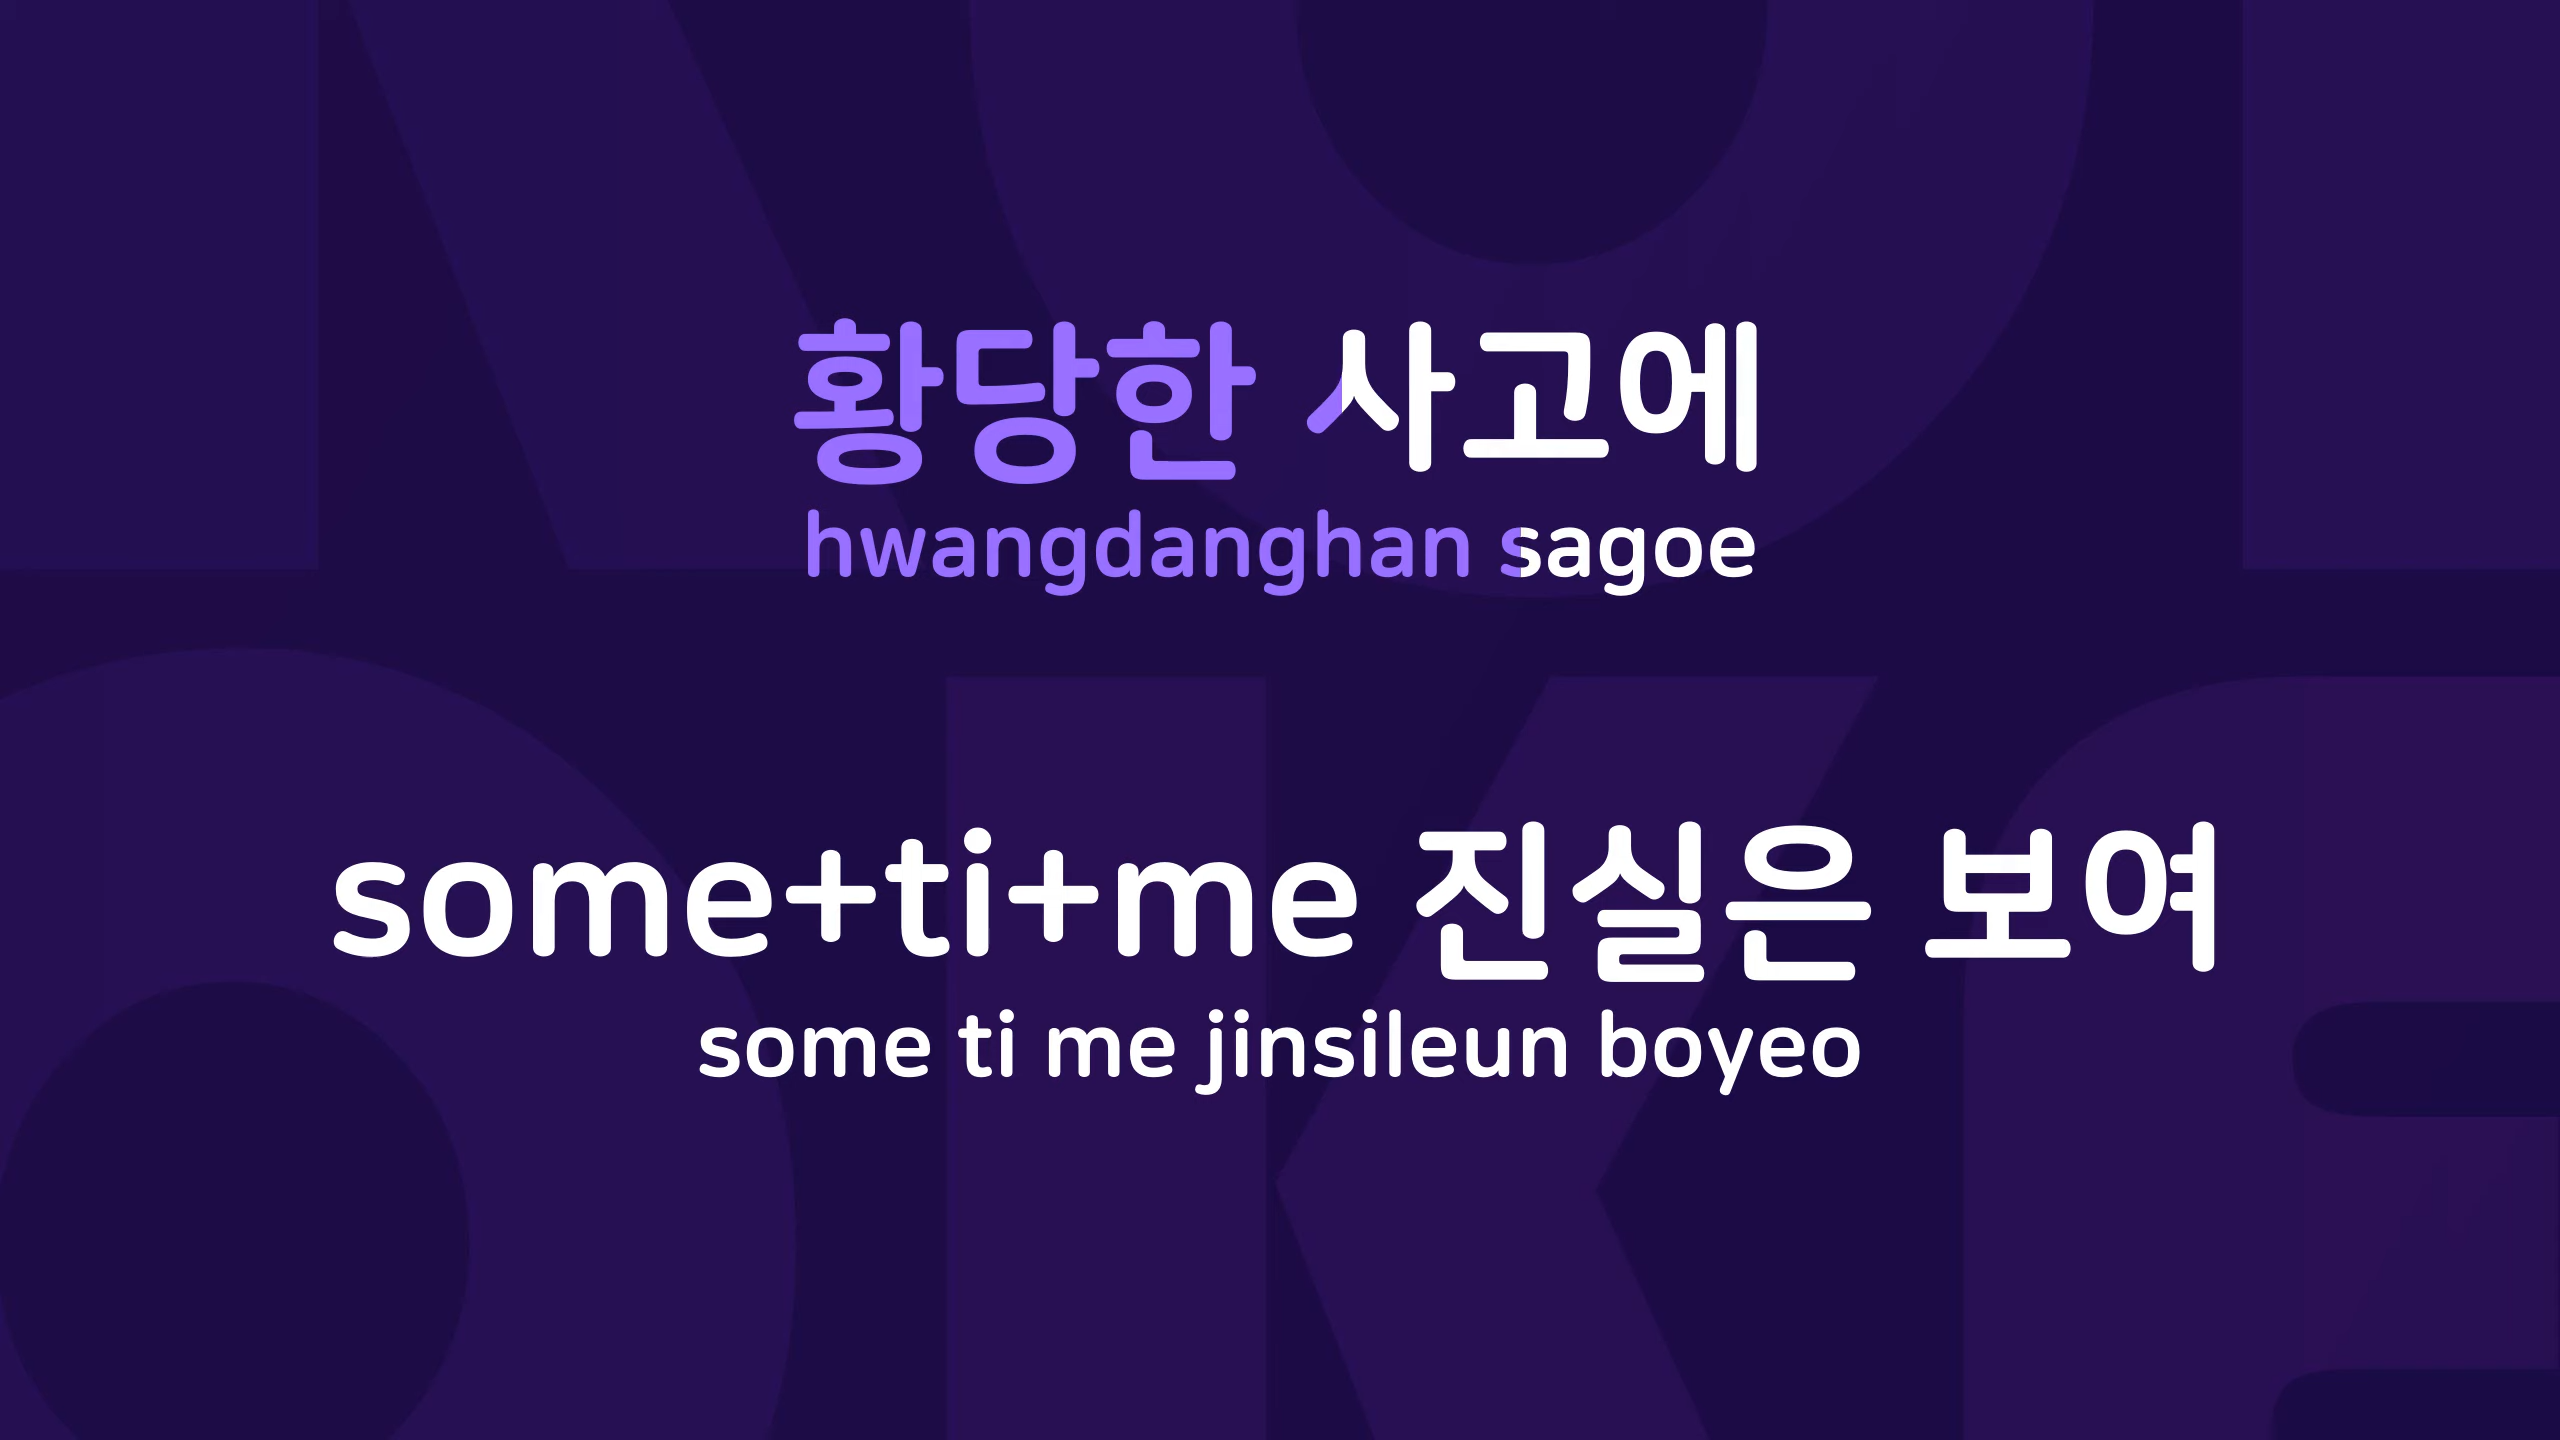 황당한 사고에
hwangdanghan sagoe
some+ti+me 진실은 보여
some ti me jinsileun boyeo